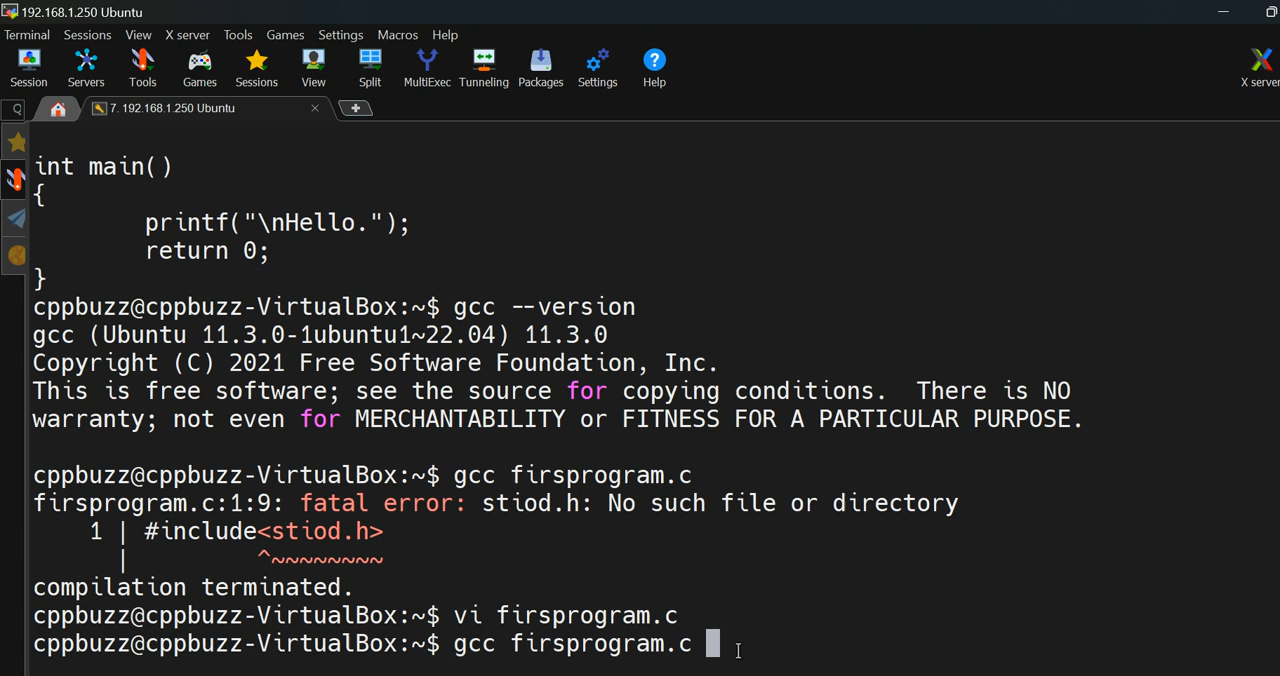 192.168.1.250 Ubuntu
Terminal Sessions View X server Tools Games Settings Macros Help
Session Servers Tools Games Sessions View Split MultiExec Tunneling Packages Settings Help X server
7. 192.168.1.250 Ubuntu
int main()
{
printf("\nHello.");
return 0;
}
cppbuzz@cppbuzz-VirtualBox:~$ gcc --version
gcc (Ubuntu 11.3.0-1ubuntu1~22.04) 11.3.0
Copyright (C) 2021 Free Software Foundation, Inc.
This is free software; see the source for copying conditions.  There is NO
warranty; not even for MERCHANTABILITY or FITNESS FOR A PARTICULAR PURPOSE.
cppbuzz@cppbuzz-VirtualBox:~$ gcc firsprogram.c
firsprogram.c:1:9: fatal error: stiod.h: No such file or directory
1 | #include<stiod.h>
| ^~~~~~~~~
compilation terminated.
cppbuzz@cppbuzz-VirtualBox:~$ vi firsprogram.c
cppbuzz@cppbuzz-VirtualBox:~$ gcc firsprogram.c